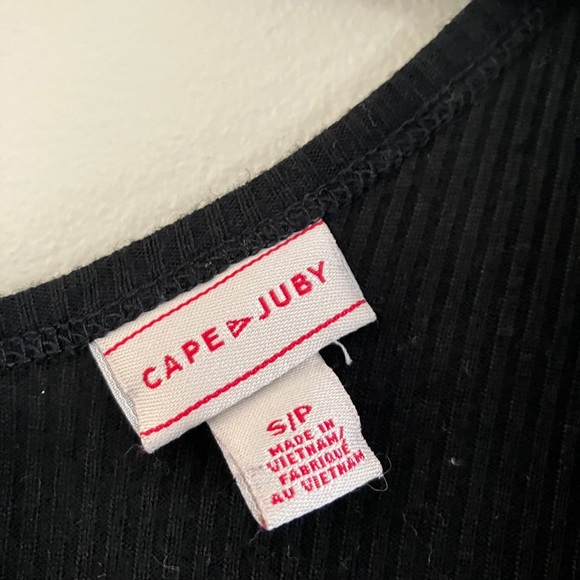 CAPE JUBY
S/P
MADE IN
VIETNAM/
FABRIQUÉ
AU VIETNAM